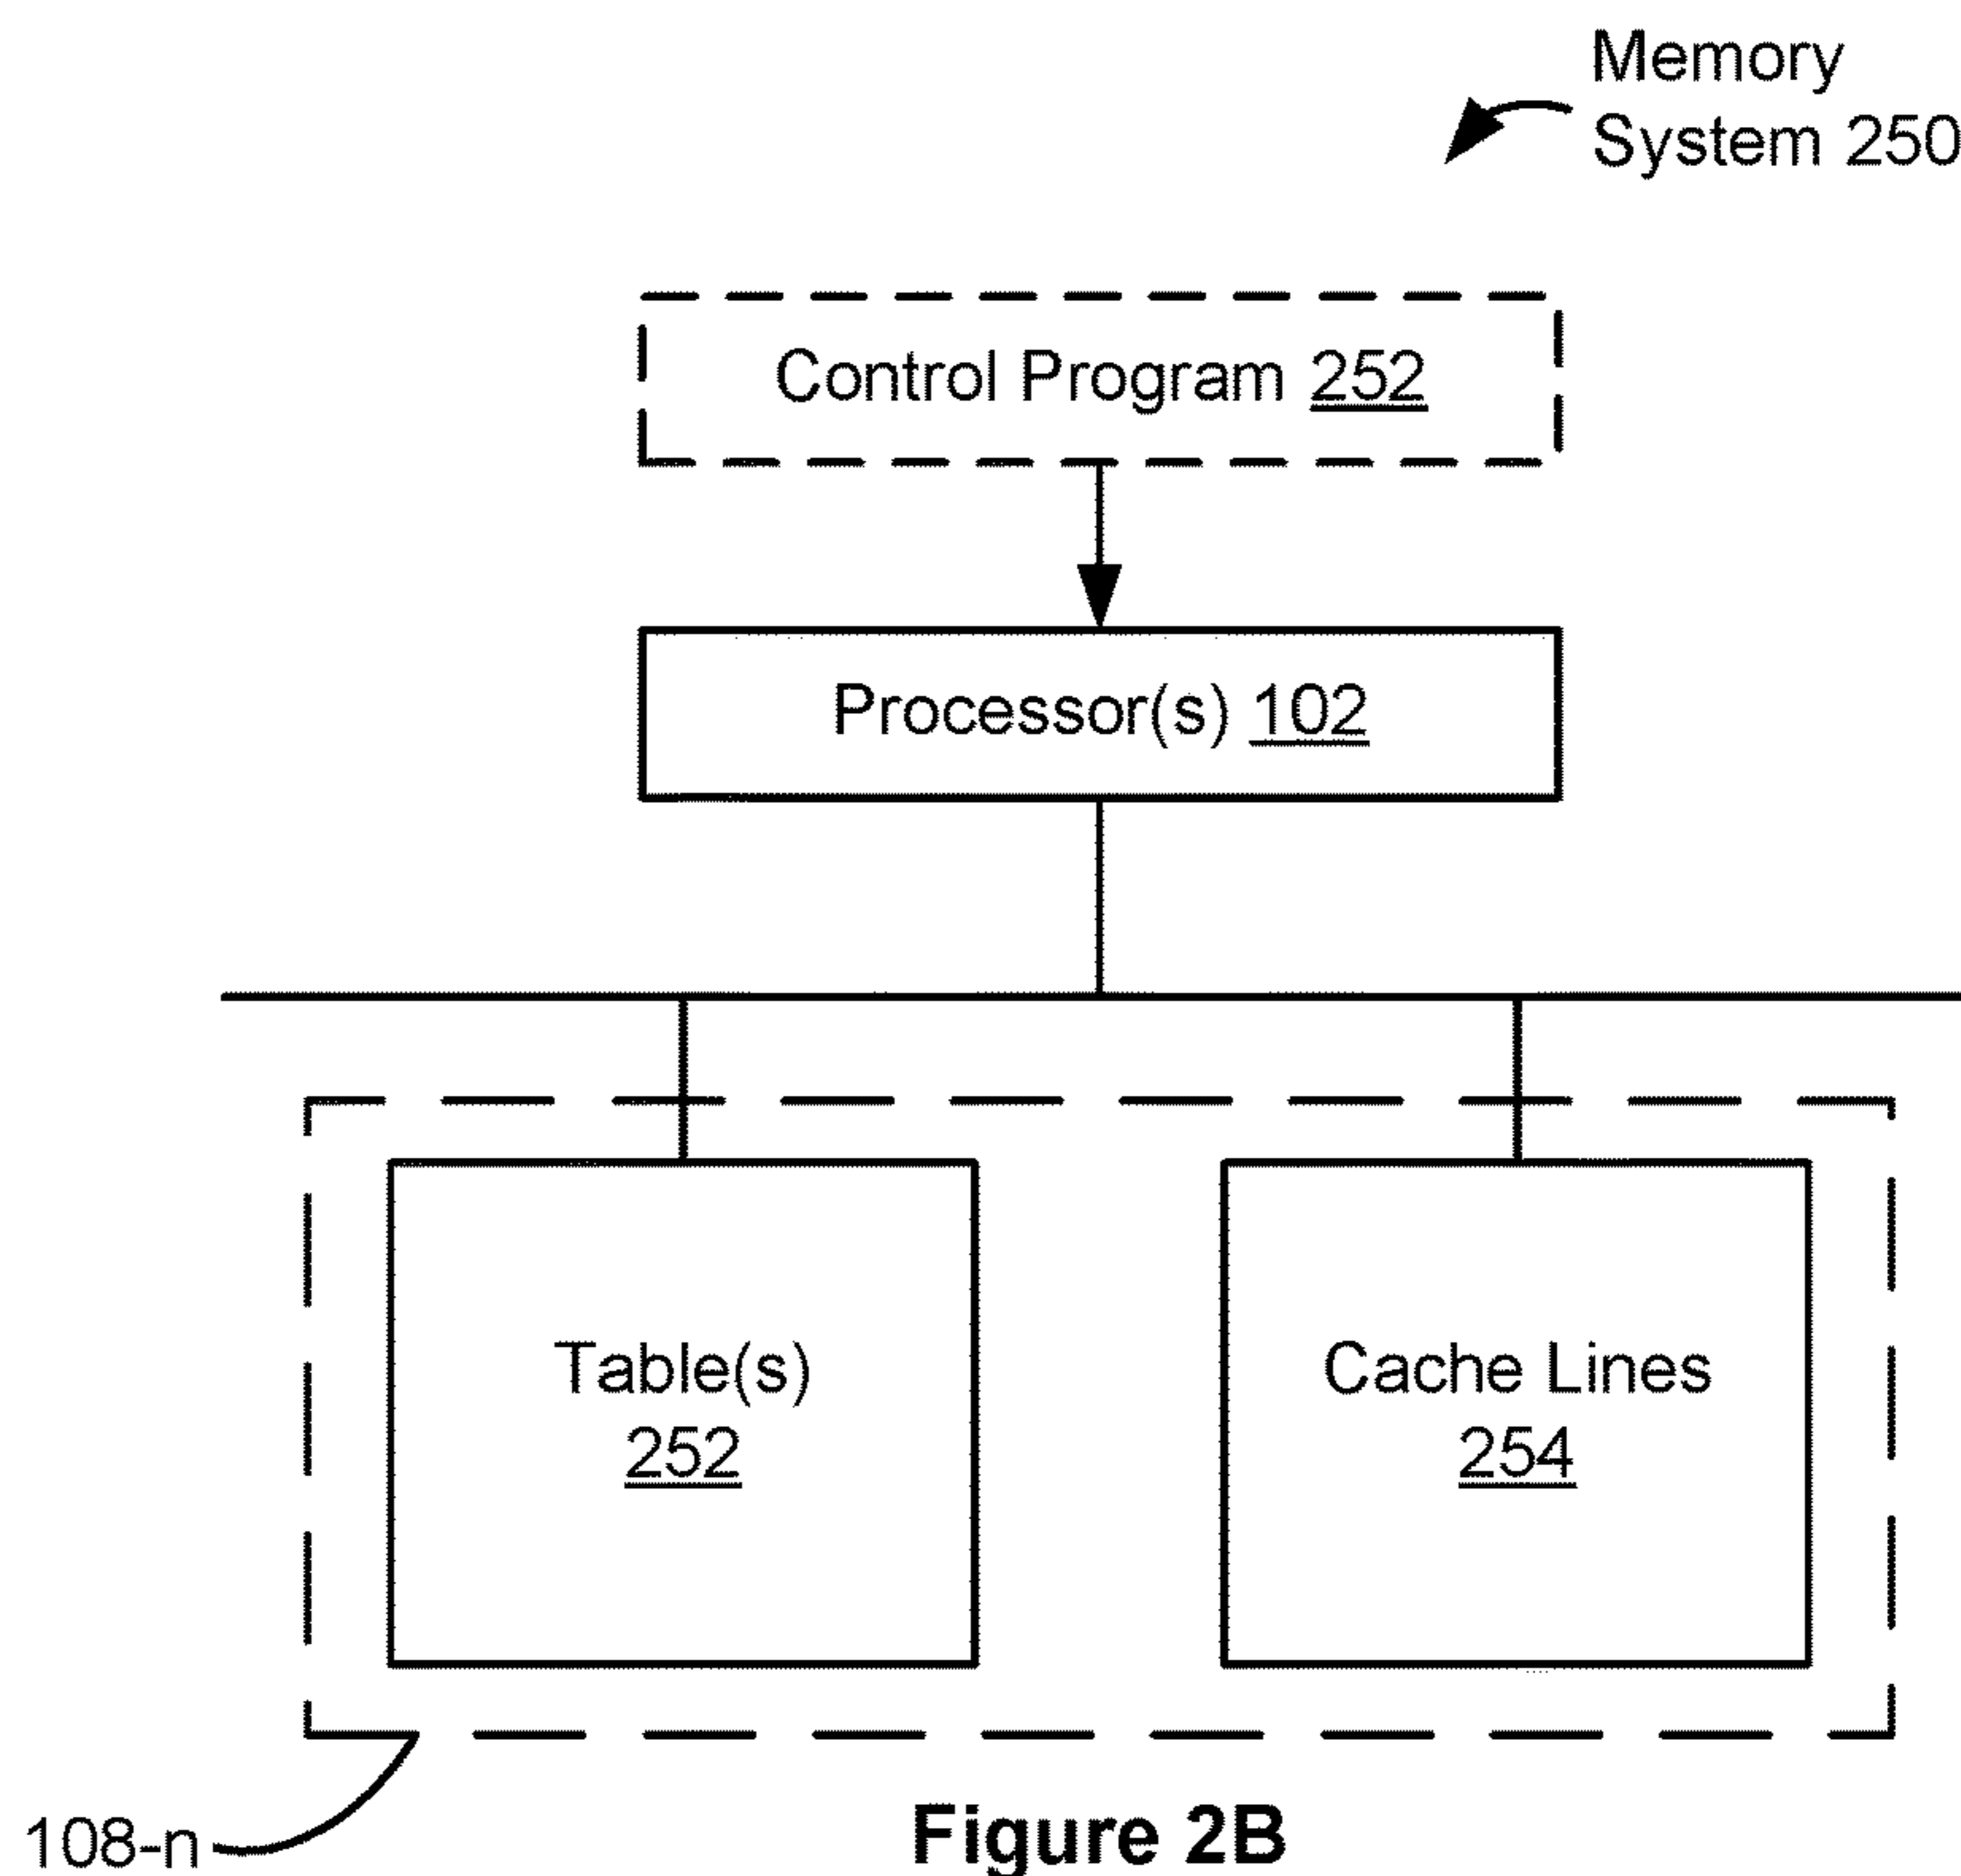 Memory
System 250
Control Program 252
Processor(s) 102
Table(s)
252
Cache Lines
254
108-n
Figure 2B